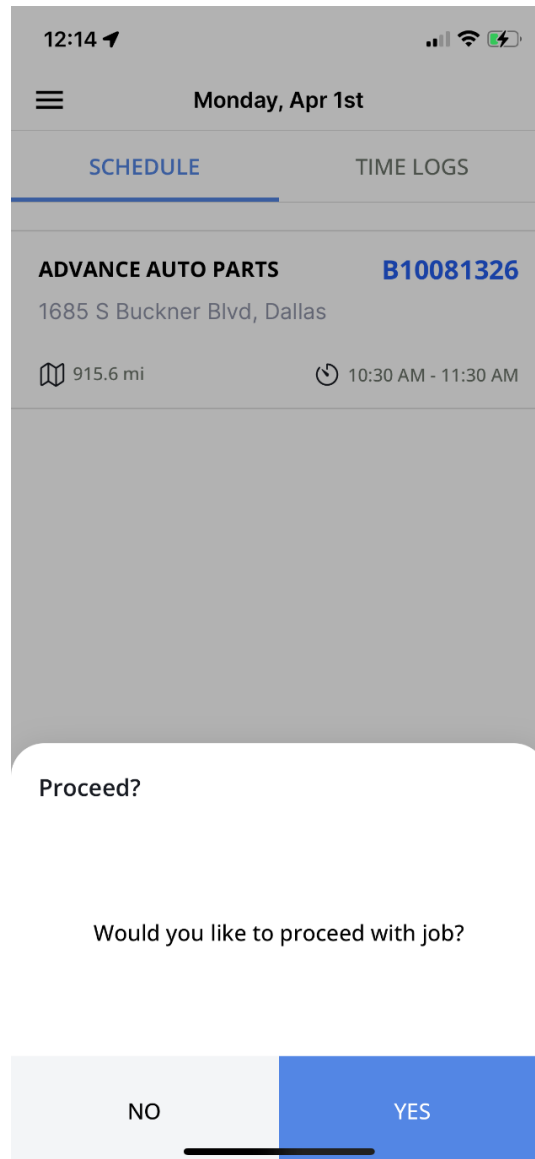 12:14
Monday, Apr 1st
SCHEDULE TIME LOGS
ADVANCE AUTO PARTS B10081326
1685 S Buckner Blvd, Dallas
915.6 mi 10:30 AM - 11:30 AM
Proceed?
Would you like to proceed with job?
NO YES